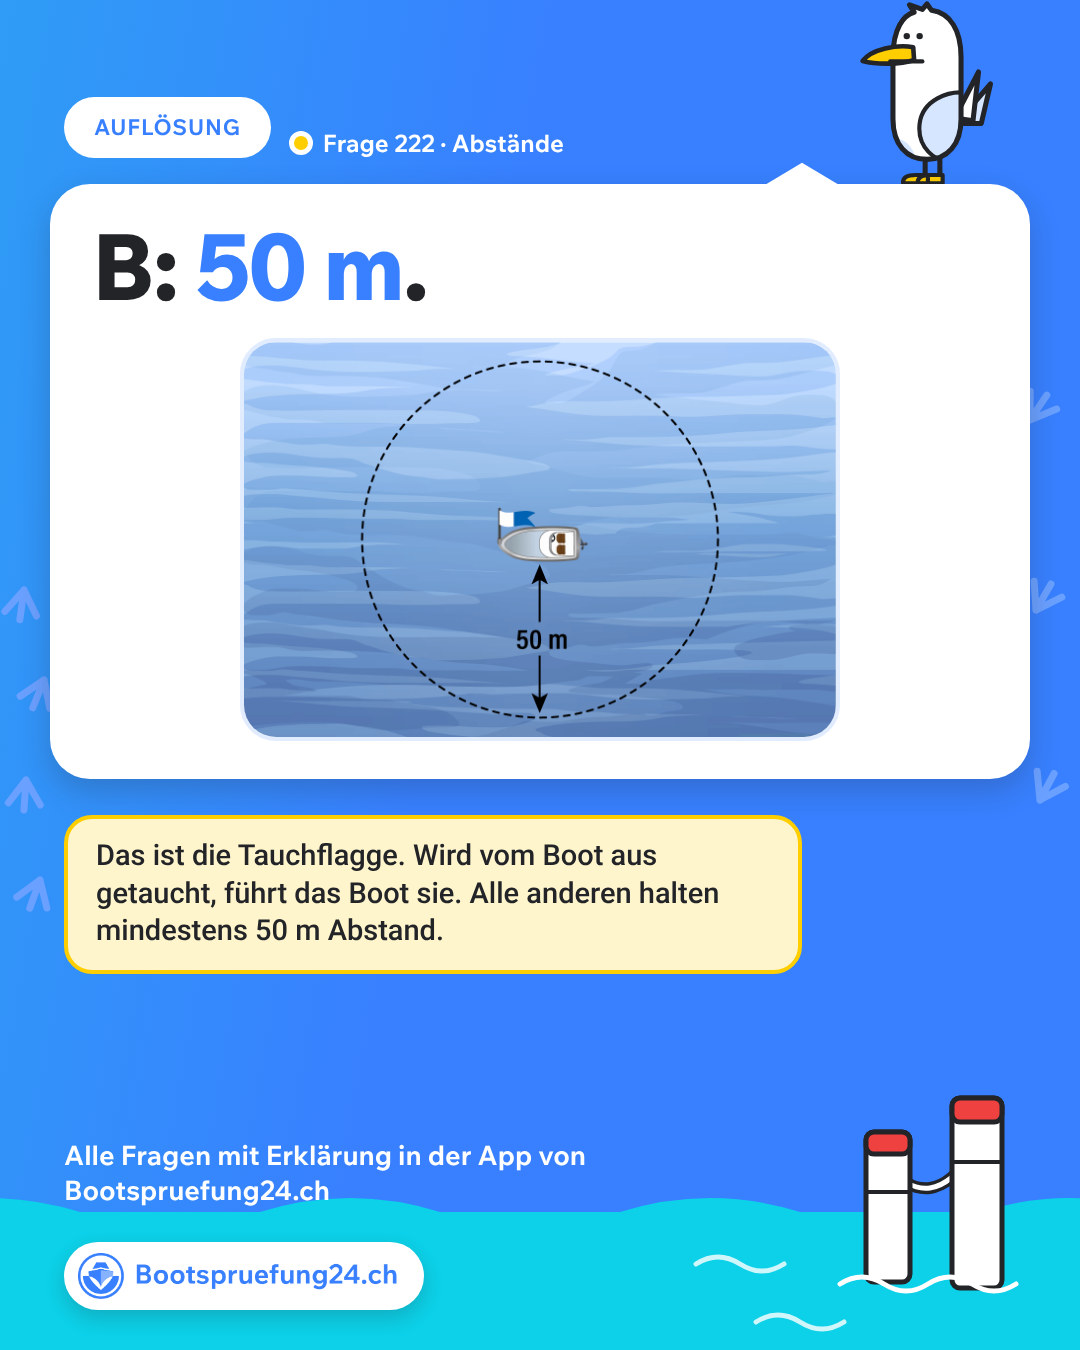 AUFLÖSUNG
Frage 222 · Abstände
B: 50 m.
50 m
Das ist die Tauchflagge. Wird vom Boot aus
getaucht, führt das Boot sie. Alle anderen halten
mindestens 50 m Abstand.
Alle Fragen mit Erklärung in der App von
Bootspruefung24.ch
Bootspruefung24.ch